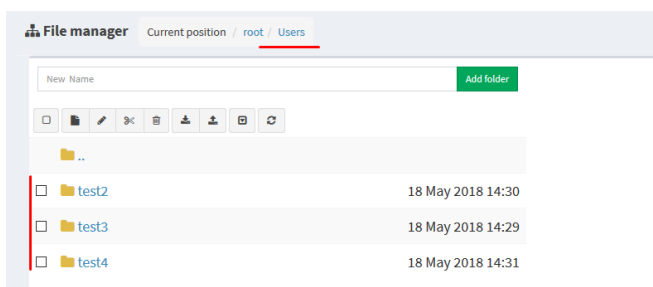 File manager Current position / root / Users
New Name Add folder
..
test2 18 May 2018 14:30
test3 18 May 2018 14:29
test4 18 May 2018 14:31